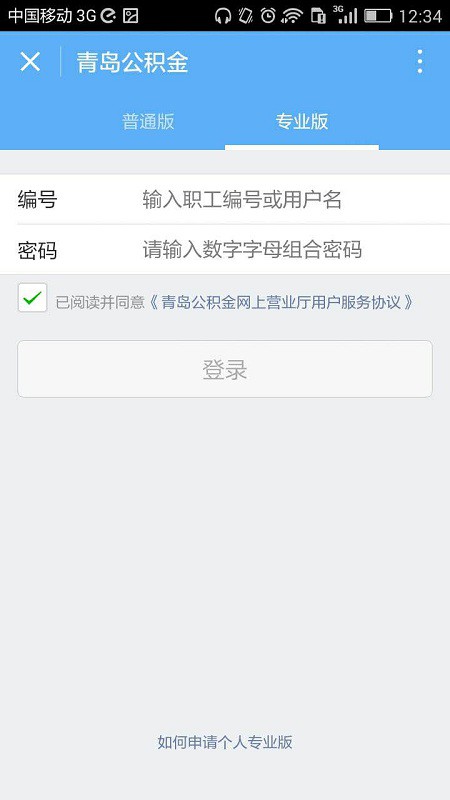 中国移动 3G 3G 12:34
青岛公积金
普通版 专业版
编号 输入职工编号或用户名
密码 请输入数字字母组合密码
已阅读并同意《青岛公积金网上营业厅用户服务协议》
登录
如何申请个人专业版